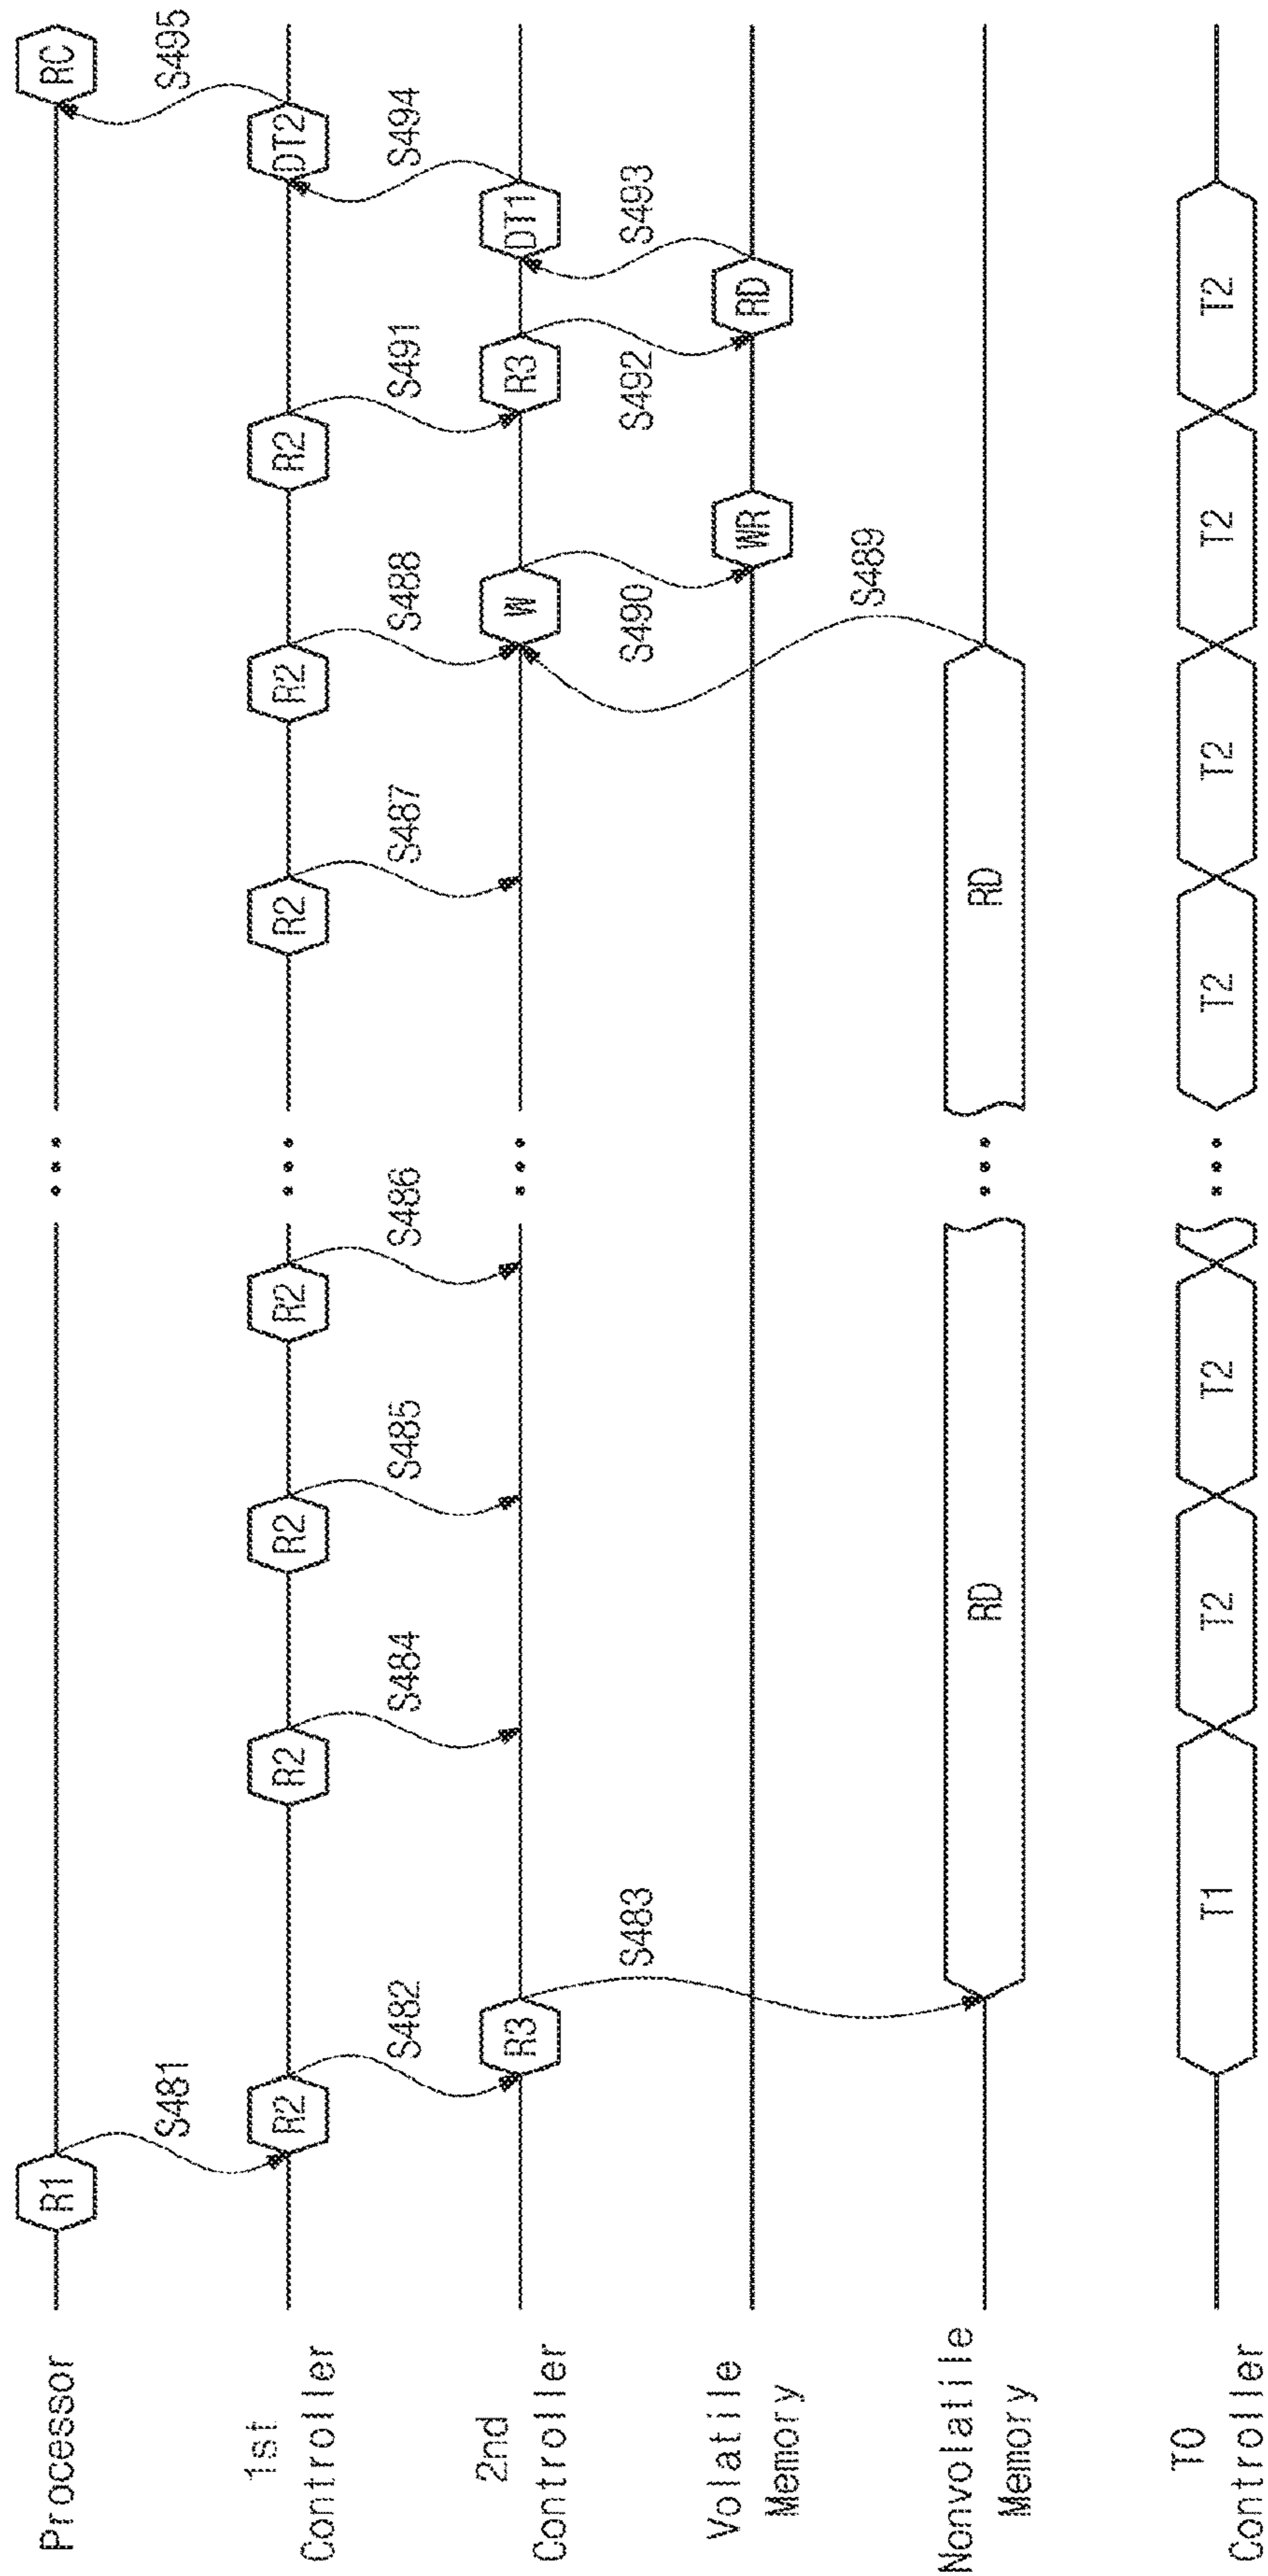 Processor R1 RC
S481 S495
1st
Controller R2 R2 R2 R2 R2 R2 R2 DT2
S482 S484 S485 S486 S487 S488 S491 S494
2nd
Controller R3 W R3 DT1
S483 S490 S492 S493
Volatile
Memory WR RD
S489
Nonvolatile
Memory RD RD
TO
Controller T1 T2 T2 T2 T2 T2 T2